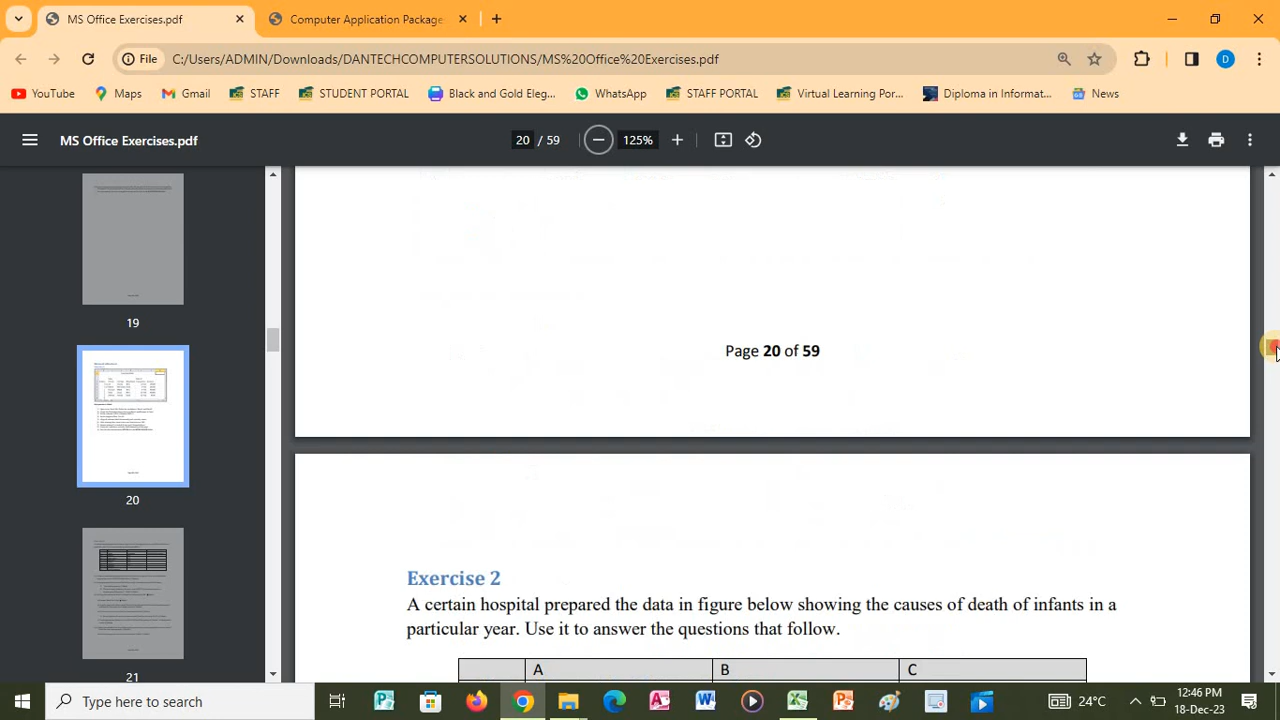 MS Office Exercises.pdf
Computer Application Package
File
C:/Users/ADMIN/Downloads/DANTECHCOMPUTERSOLUTIONS/MS%20Office%20Exercises.pdf
D
YouTube
Maps
Gmail
STAFF
STUDENT PORTAL
Black and Gold Eleg...
WhatsApp
STAFF PORTAL
Virtual Learning Por...
Diploma in Informat...
News
MS Office Exercises.pdf
20 / 59
125%
19
20
21
Page 20 of 59
Exercise 2
A certain hospital prepared the data in figure below showing the causes of death of infants in a
particular year. Use it to answer the questions that follow.
A B C
Type here to search
24°C
12:46 PM
18-Dec-23